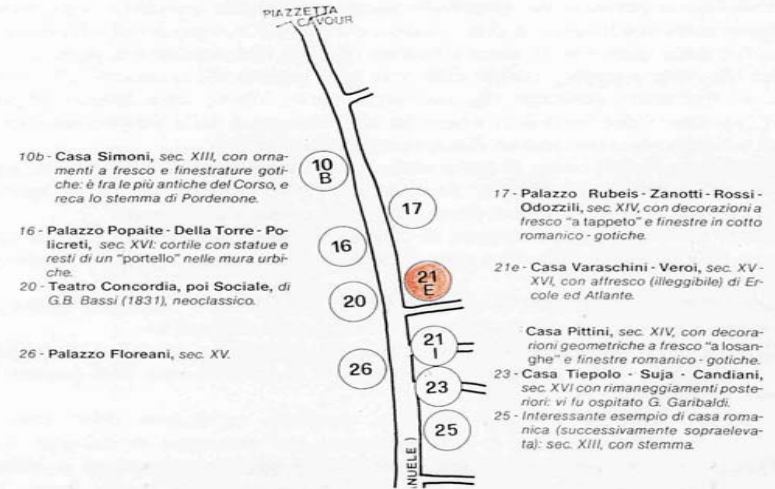 PIAZZETTA
CAVOUR
10b - Casa Simoni, sec. XIII, con orna-
menti a fresco e finestrature goti-
che: è fra le più antiche del Corso, e
reca lo stemma di Pordenone.
16 - Palazzo Popaite - Della Torre - Po-
licreti, sec. XVI: cortile con statue e
resti di un "portello" nelle mura urbi-
che.
20 - Teatro Concordia, poi Sociale, di
G.B. Bassi (1831), neoclassico.
26 - Palazzo Floreani, sec. XV.
10
B
17
16
21
E
20
21
I
26
23
25
NUELE )
17 - Palazzo Rubeis - Zanotti - Rossi -
Odozzili, sec. XIV, con decorazioni a
fresco "a tappeto" e finestre in cotto
romanico - gotiche.
21e - Casa Varaschini - Veroi, sec. XV -
XVI, con affresco (illeggibile) di Er-
cole ed Atlante.
Casa Pittini, sec. XIV, con decora-
rioni geometriche a fresco "a losan-
ghe" e finestre romanico - gotiche.
23 - Casa Tiepolo - Suja - Candiani,
sec. XVI con rimaneggiamenti poste-
riori: vi fu ospitato G. Garibaldi.
25 - Interessante esempio di casa roma-
nica (successivamente sopraeleva-
ta): sec. XIII, con stemma.